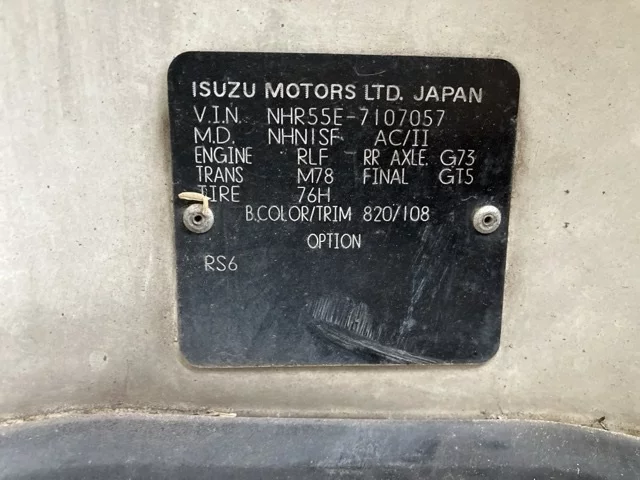 ISUZU MOTORS LTD. JAPAN
V.I.N. NHR55E-7107057
M.D. NHN1SF AC/II
ENGINE RLF RR AXLE. G73
TRANS M78 FINAL GT5
TIRE 76H
B.COLOR/TRIM 820/108
OPTION
RS6